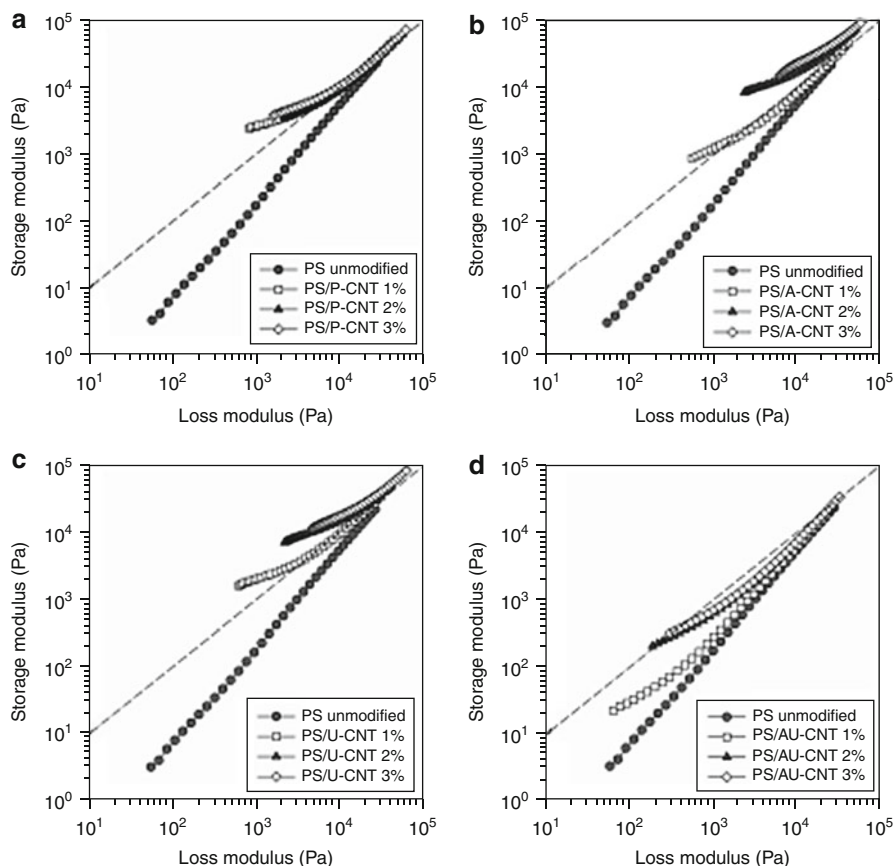 a
10^5
10^4
10^3
10^2
10^1
10^0
Storage modulus (Pa)
PS unmodified
PS/P-CNT 1%
PS/P-CNT 2%
PS/P-CNT 3%
10^1 10^2 10^3 10^4 10^5
Loss modulus (Pa)
b
10^5
10^4
10^3
10^2
10^1
10^0
Storage modulus (Pa)
PS unmodified
PS/A-CNT 1%
PS/A-CNT 2%
PS/A-CNT 3%
10^1 10^2 10^3 10^4 10^5
Loss modulus (Pa)
c
10^5
10^4
10^3
10^2
10^1
10^0
Storage modulus (Pa)
PS unmodified
PS/U-CNT 1%
PS/U-CNT 2%
PS/U-CNT 3%
10^1 10^2 10^3 10^4 10^5
Loss modulus (Pa)
d
10^5
10^4
10^3
10^2
10^1
10^0
Storage modulus (Pa)
PS unmodified
PS/AU-CNT 1%
PS/AU-CNT 2%
PS/AU-CNT 3%
10^1 10^2 10^3 10^4 10^5
Loss modulus (Pa)